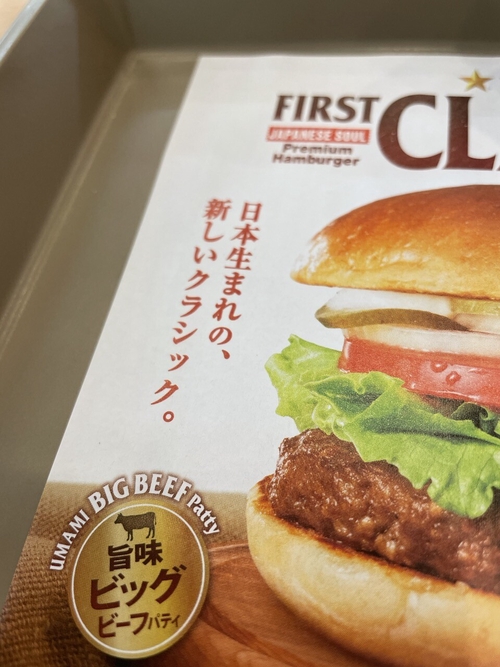 FIRST
JAPANESE SOUL
Premium
Hamburger
日本生まれの、
新しいクラシック。
UMAMI BIG BEEF Patty
旨味
ビッグ
ビーフパティ